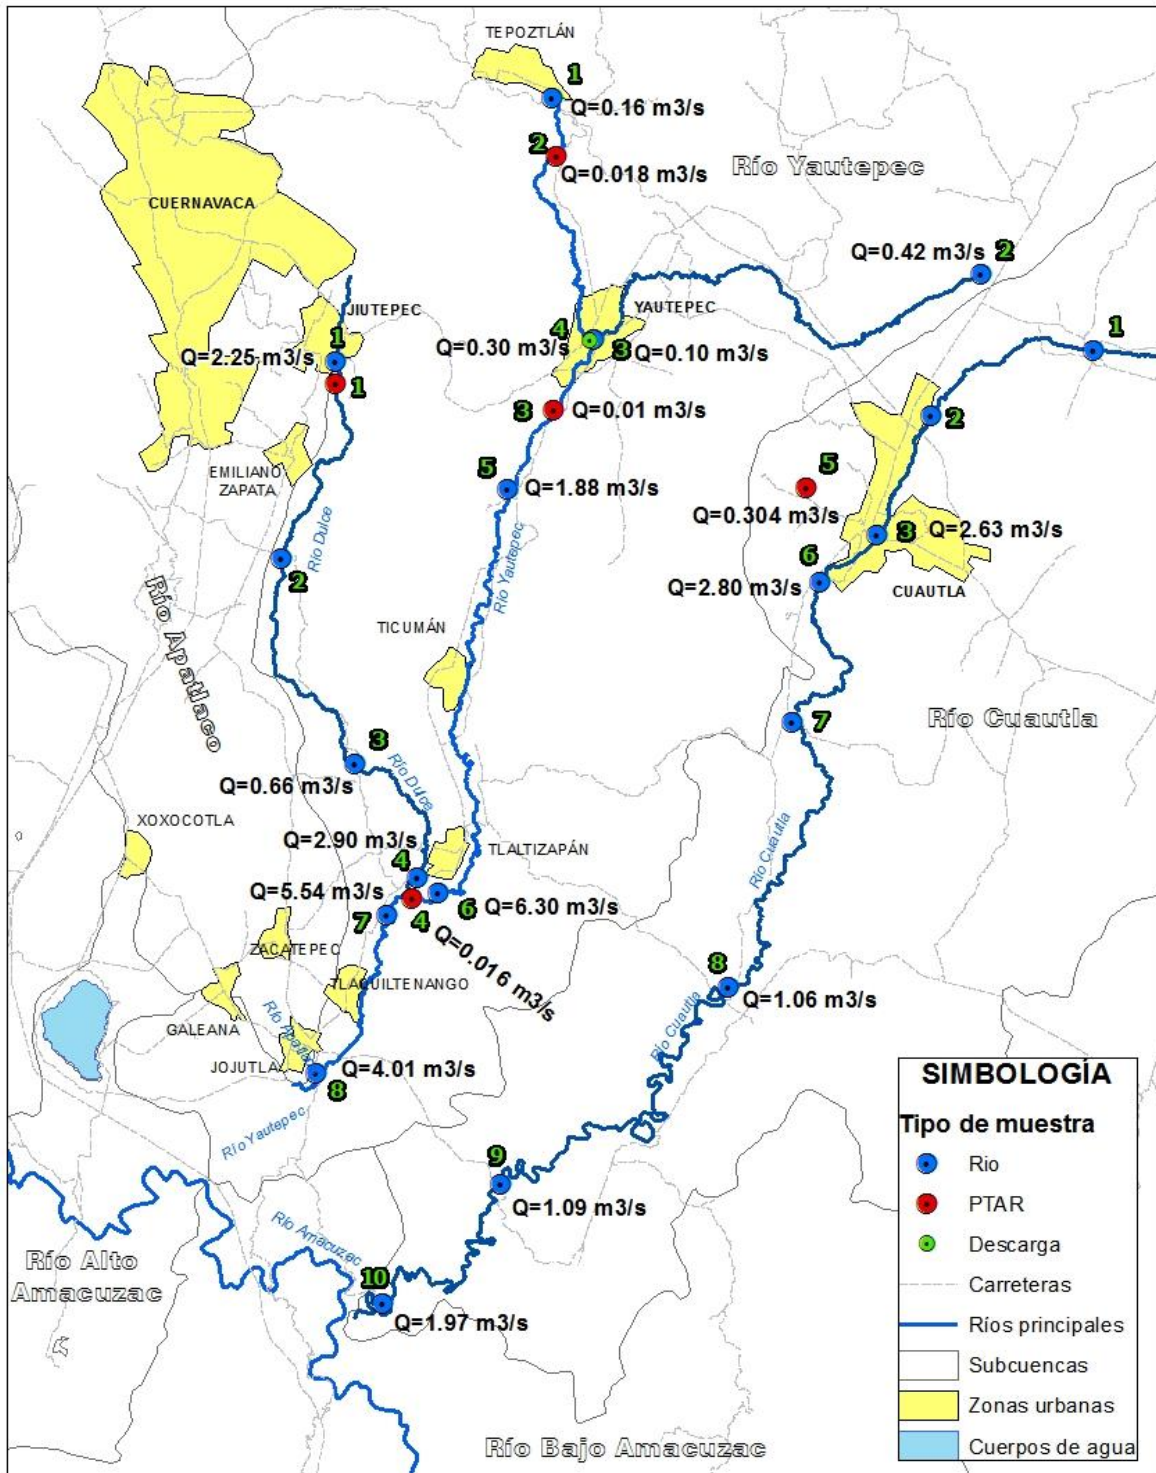 TEPOZTLÁN
1
Q=0.16 m3/s
2
Q=0.018 m3/s
Río Yautepec
CUERNAVACA
Q=0.42 m3/s
2
JIUTEPEC
YAUTEPEC
1
Q=2.25 m3/s
1
4
Q=0.30 m3/s
3
Q=0.10 m3/s
1
3
Q=0.01 m3/s
2
EMILIANO
ZAPATA
5
Q=1.88 m3/s
5
Q=0.304 m3/s
3
Q=2.63 m3/s
Río Dulce
Río Yautepec
2
6
Q=2.80 m3/s
CUAUTLA
Río Apatlaco
TICUMÁN
7
Río Cuautla
3
Q=0.66 m3/s
Río Dulce
XOXOCOTLA
Q=2.90 m3/s
4
TLALTIZAPÁN
Río Cuautla
Q=5.54 m3/s
7
4
6
Q=6.30 m3/s
Q=0.016 m3/s
ZACATEPEC
TLAQUILTENANGO
8
Q=1.06 m3/s
GALEANA
Río Apatla
Río Cuautla
JOJUTLA
8
Q=4.01 m3/s
Río Yautepec
9
Q=1.09 m3/s
Río Amacuzac
Río Alto
Amacuzac
10
Q=1.97 m3/s
Río Bajo Amacuzac
SIMBOLOGÍA
Tipo de muestra
Rio
PTAR
Descarga
Carreteras
Ríos principales
Subcuencas
Zonas urbanas
Cuerpos de agua